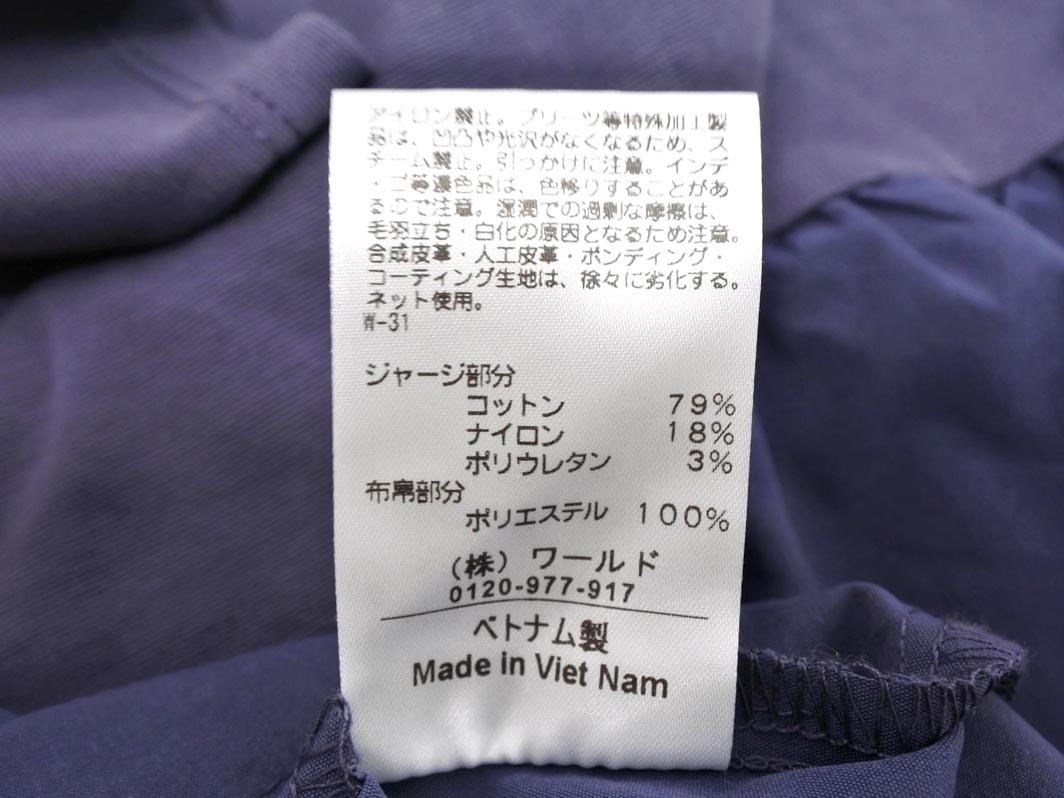 アイロン禁止。プリーツ等特殊加工製
品は、凹凸や光沢がなくなるため、ス
チーム禁止。引っかけに注意。インデ
ィゴ等濃色品は、色移りすることがあ
るので注意。湿潤での過剰な摩擦は、
毛羽立ち・白化の原因となるため注意。
合成皮革・人工皮革・ボンディング・
コーティング生地は、徐々に劣化する。
ネット使用。
W-31
ジャージ部分
コットン 79%
ナイロン 18%
ポリウレタン 3%
布帛部分
ポリエステル 100%
(株) ワールド
0120-977-917
ベトナム製
Made in Viet Nam